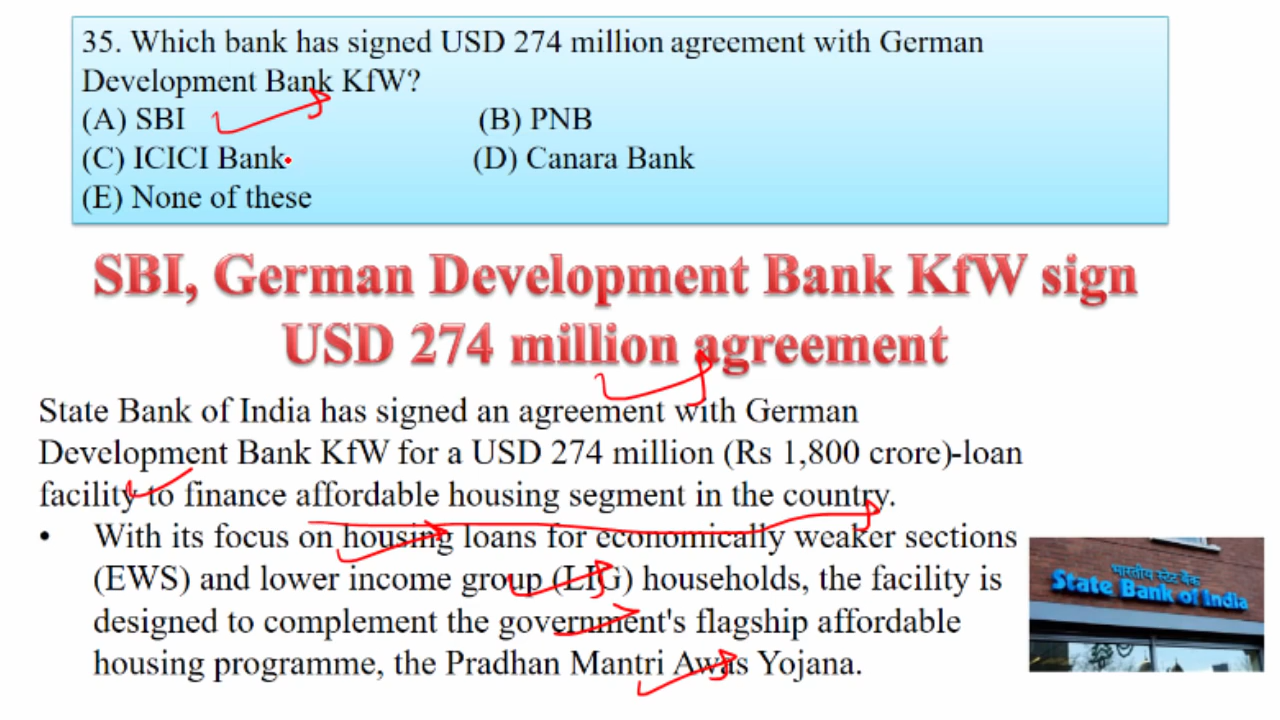 35. Which bank has signed USD 274 million agreement with German
Development Bank KfW?
(A) SBI (B) PNB
(C) ICICI Bank (D) Canara Bank
(E) None of these
SBI, German Development Bank KfW sign
USD 274 million agreement
State Bank of India has signed an agreement with German
Development Bank KfW for a USD 274 million (Rs 1,800 crore)-loan
facility to finance affordable housing segment in the country.
• With its focus on housing loans for economically weaker sections
(EWS) and lower income group (LIG) households, the facility is
designed to complement the government's flagship affordable
housing programme, the Pradhan Mantri Awas Yojana.
भारतीय स्टेट बैंक
State Bank of India